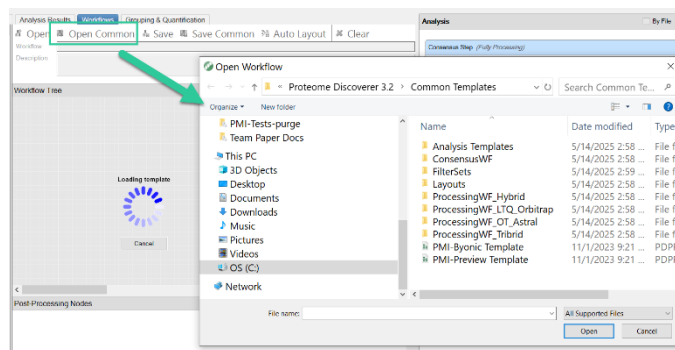 Analysis Results Workflows Grouping & Quantification
Open Open Common Save Save Common Auto Layout Clear
Workflow
Description
Workflow Tree
Loading template
Cancel
Post-Processing Nodes
Analysis By File
Consensus Step (Fully Processing)
Open Workflow
« Proteome Discoverer 3.2 › Common Templates Search Common Te...
Organize New folder
PMI-Tests-purge
Team Paper Docs
This PC
3D Objects
Desktop
Documents
Downloads
Music
Pictures
Videos
OS (C:)
Network
Name Date modified Type
Analysis Templates 5/14/2025 2:58 ... File f
ConsensusWF 5/14/2025 2:58 ... File f
FilterSets 5/14/2025 2:59 ... File f
Layouts 5/14/2025 2:58 ... File f
ProcessingWF_Hybrid 5/14/2025 2:58 ... File f
ProcessingWF_LTQ_Orbitrap 5/14/2025 2:58 ... File f
ProcessingWF_OT_Astral 5/14/2025 2:58 ... File f
ProcessingWF_Tribrid 5/14/2025 2:58 ... File f
PMI-Byonic Template 11/1/2023 9:21 ... PDPF
PMI-Preview Template 11/1/2023 9:21 ... PDPF
File name: All Supported Files
Open Cancel